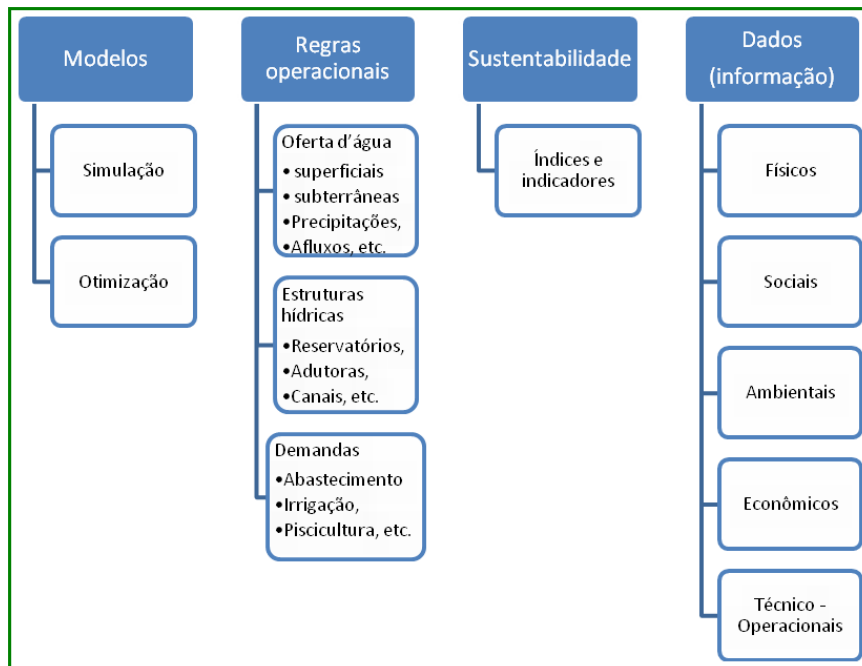 Modelos
Simulação
Otimização
Regras
operacionais
Oferta d'água
• superficiais
• subterrâneas
•Precipitações,
•Afluxos, etc.
Estruturas
hídricas
•Reservatórios,
•Adutoras,
•Canais, etc.
Demandas
•Abastecimento
•Irrigação,
•Piscicultura, etc.
Sustentabilidade
Índices e
indicadores
Dados
(informação)
Físicos
Sociais
Ambientais
Econômicos
Técnico -
Operacionais